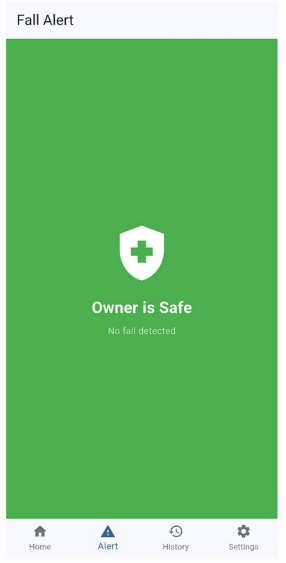 Fall Alert
Owner is Safe
No fall detected
Home
Alert
History
Settings